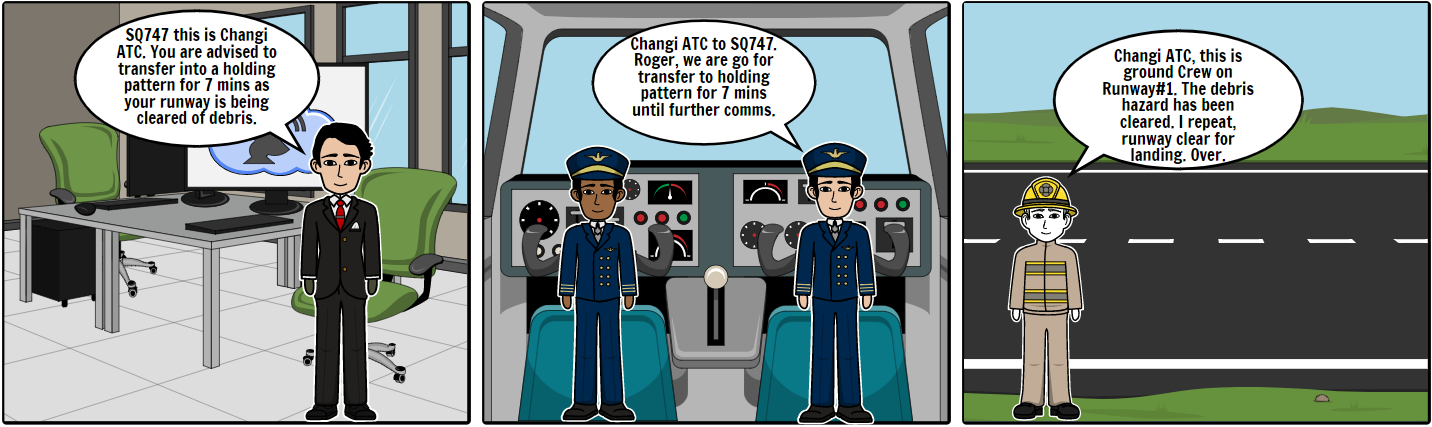 SQ747 this is Changi
ATC. You are advised to
transfer into a holding
pattern for 7 mins as
your runway is being
cleared of debris.
Changi ATC to SQ747.
Roger, we are go for
transfer to holding
pattern for 7 mins
until further comms.
Changi ATC, this is
ground Crew on
Runway#1. The debris
hazard has been
cleared. I repeat,
runway clear for
landing. Over.